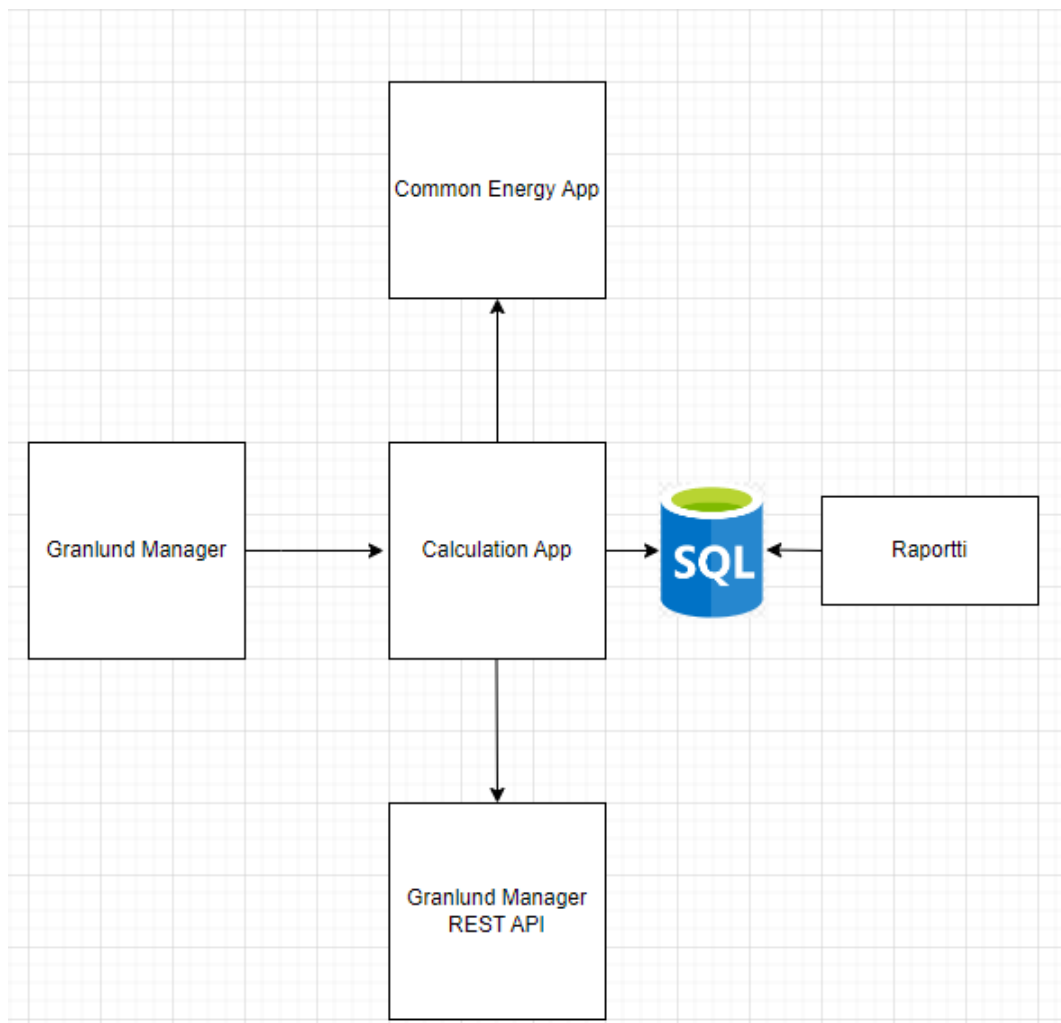 Common Energy App
Granlund Manager
Calculation App
SQL
Raportti
Granlund Manager
REST API